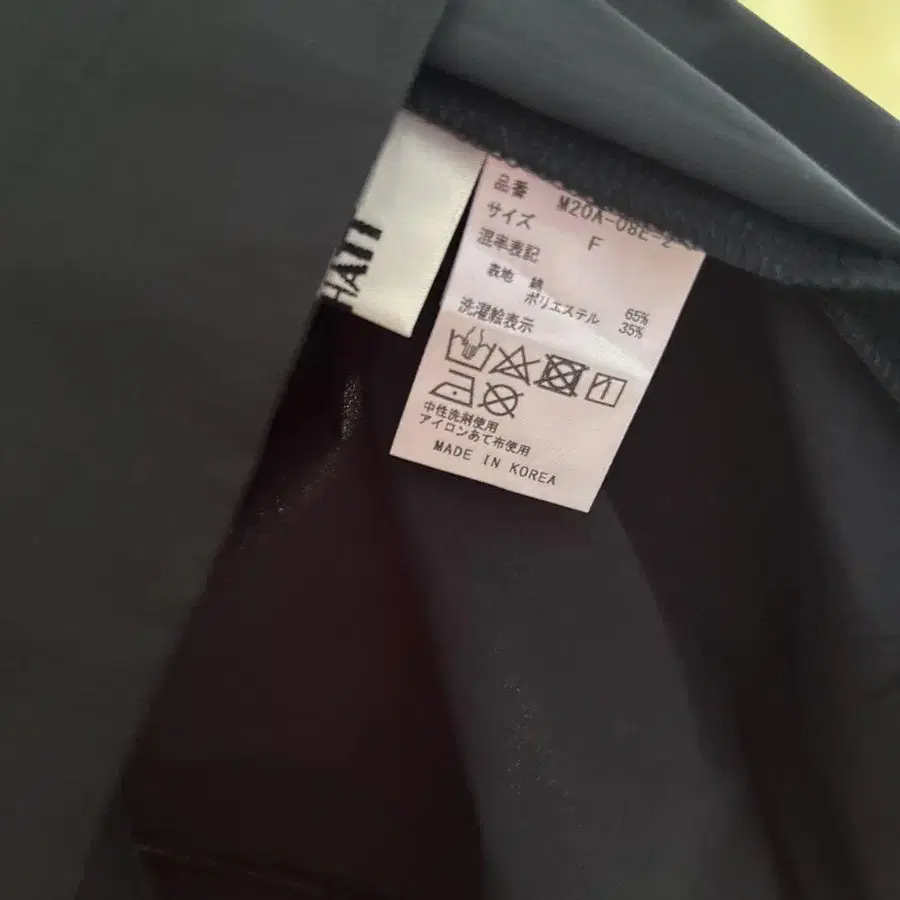 品番 M20A-08E-2
サイズ F
混率表記
表地 綿 65%
ポリエステル 35%
洗濯絵表示
中性洗剤使用
アイロンあて布使用
MADE IN KOREA